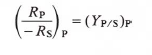 (R_P / -R_S)_P = (Y_P/S)_P.